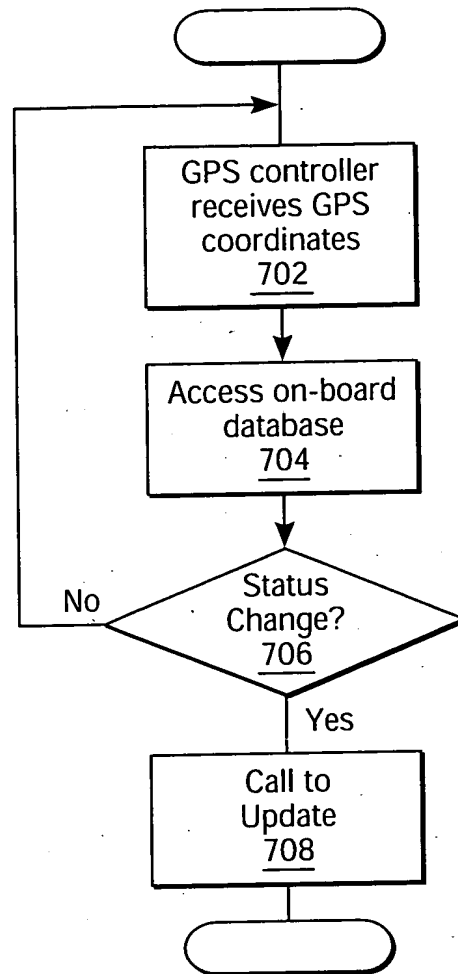 GPS controller
receives GPS
coordinates
702
Access on-board
database
704
Status
Change?
706
No
Yes
Call to
Update
708